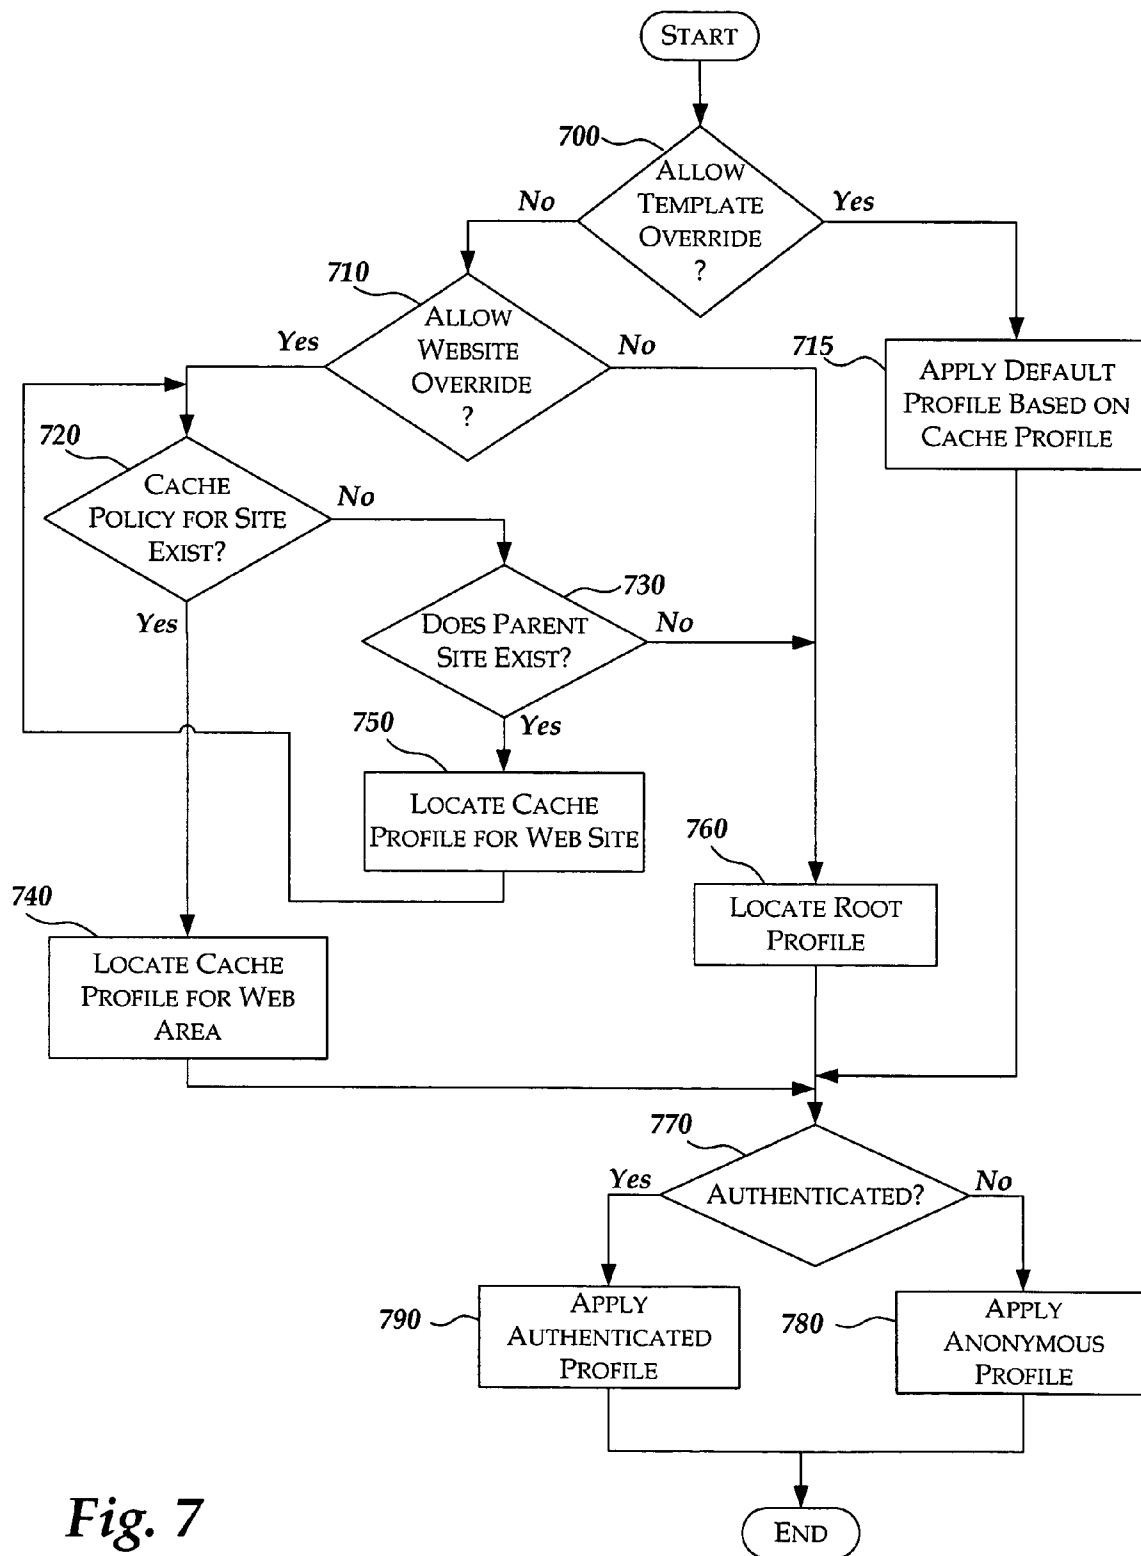 START
700
ALLOW
TEMPLATE
OVERRIDE
?
No
Yes
710
ALLOW
WEBSITE
OVERRIDE
?
Yes
No
715
APPLY DEFAULT
PROFILE BASED ON
CACHE PROFILE
720
CACHE
POLICY FOR SITE
EXIST?
No
Yes
730
DOES PARENT
SITE EXIST?
No
Yes
750
LOCATE CACHE
PROFILE FOR WEB SITE
760
LOCATE ROOT
PROFILE
740
LOCATE CACHE
PROFILE FOR WEB
AREA
770
AUTHENTICATED?
Yes
No
790
APPLY
AUTHENTICATED
PROFILE
780
APPLY
ANONYMOUS
PROFILE
END
Fig. 7